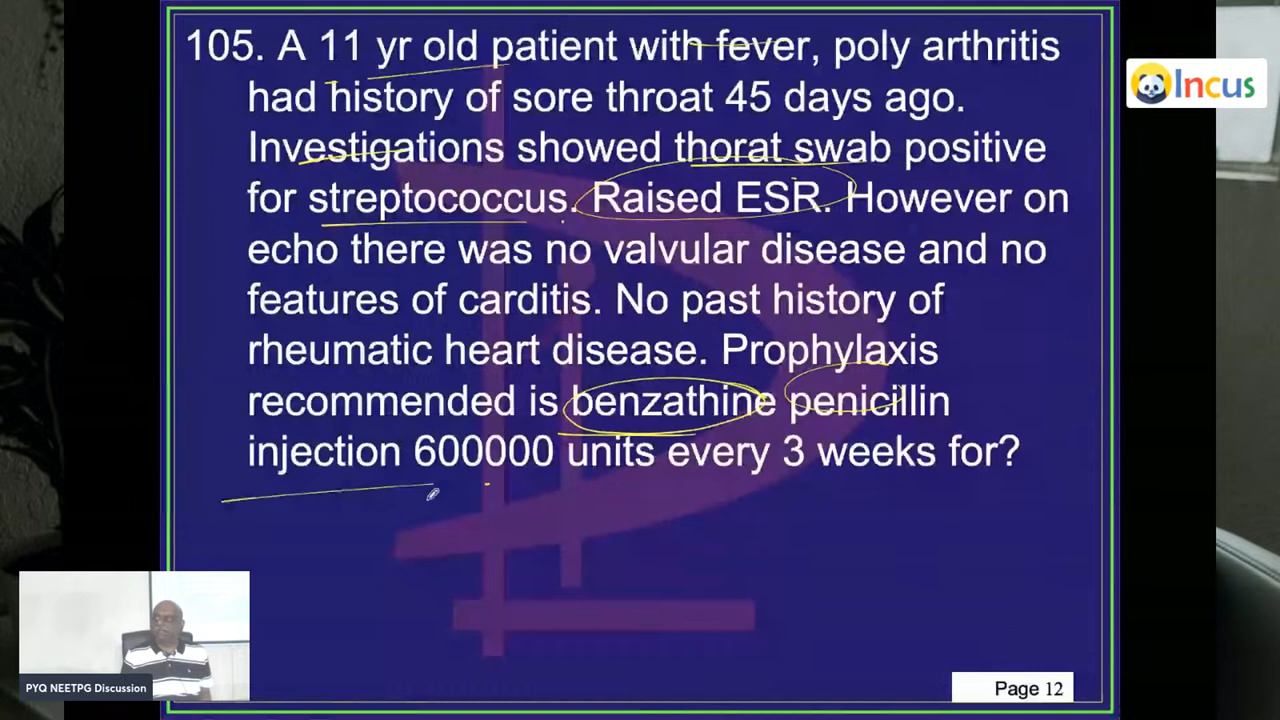 105. A 11 yr old patient with fever, poly arthritis
had history of sore throat 45 days ago.
Investigations showed thorat swab positive
for streptococcus. Raised ESR. However on
echo there was no valvular disease and no
features of carditis. No past history of
rheumatic heart disease. Prophylaxis
recommended is benzathine penicillin
injection 600000 units every 3 weeks for?
Incus
PYQ NEETPG Discussion
Page 12